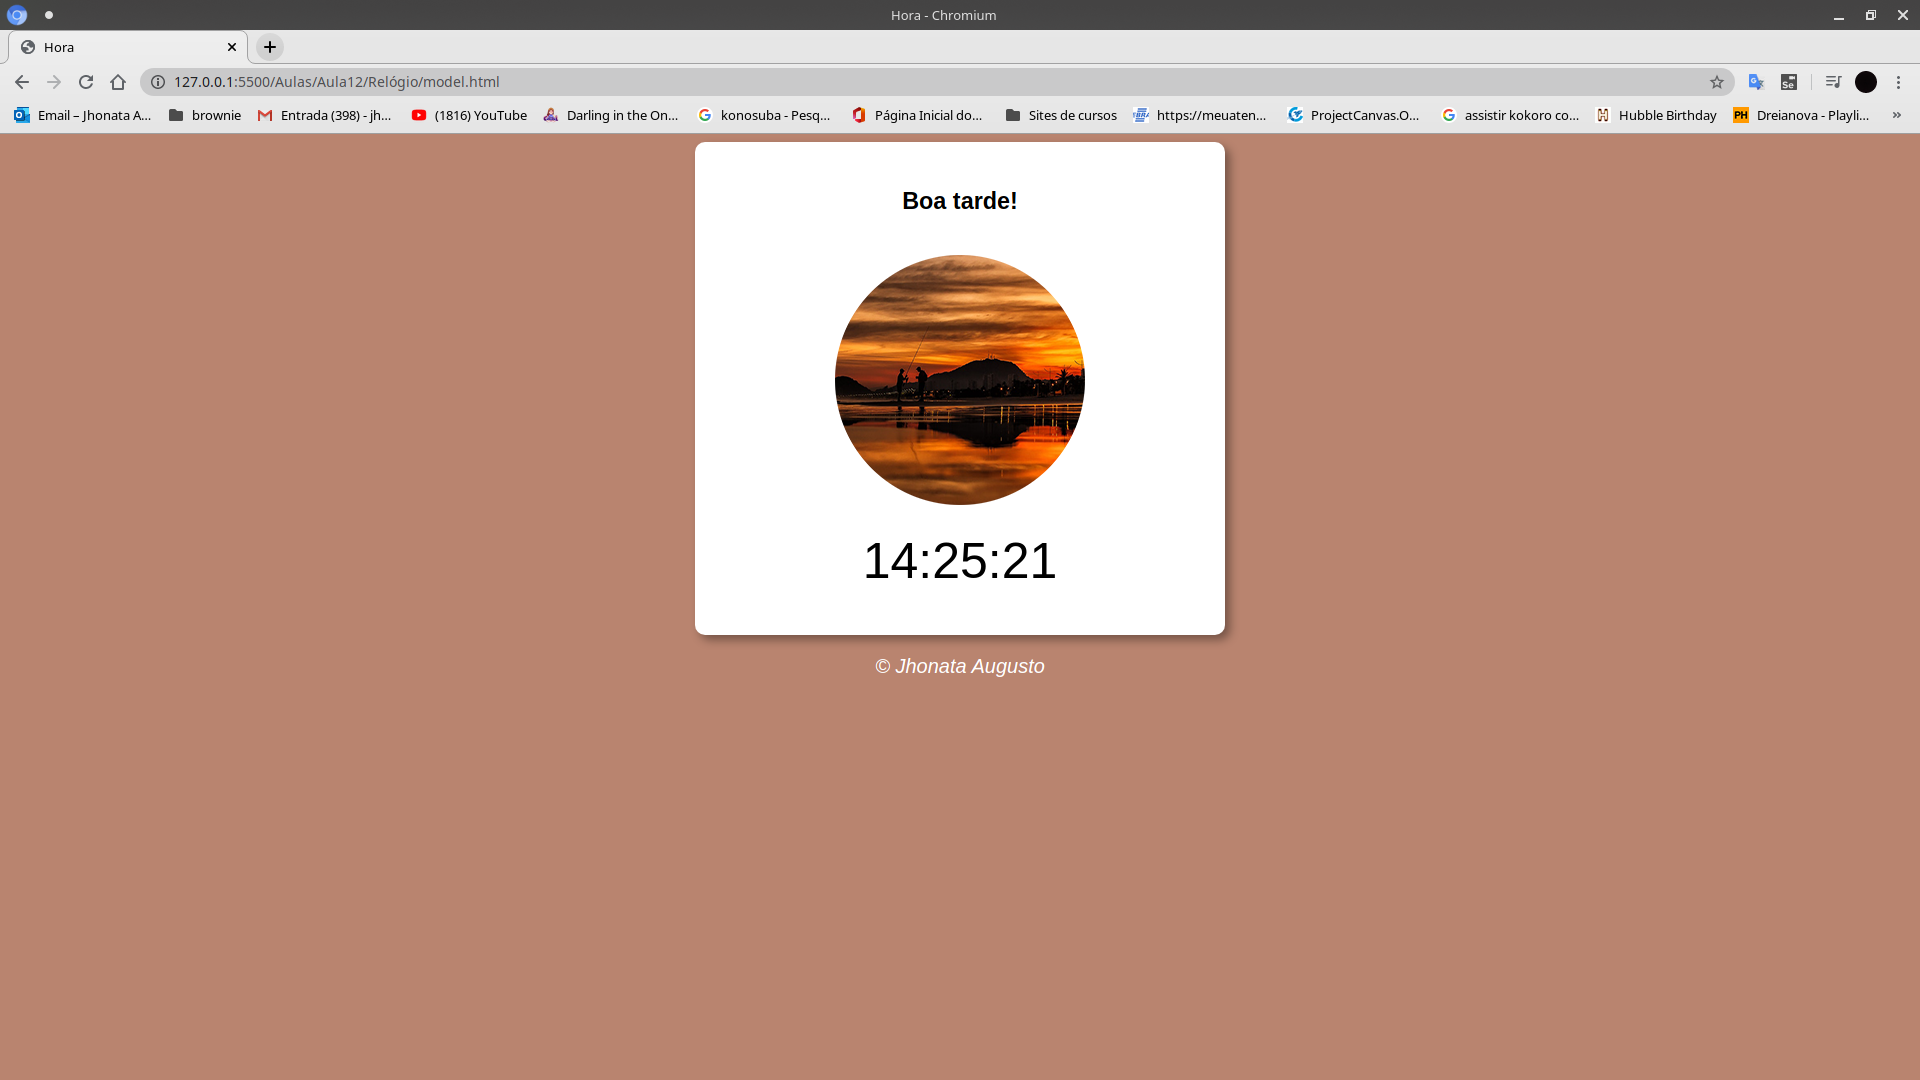 Hora - Chromium
Hora
127.0.0.1:5500/Aulas/Aula12/Relógio/model.html
Se
Email – Jhonata A...
brownie
Entrada (398) - jh...
(1816) YouTube
Darling in the On...
konosuba - Pesq...
Página Inicial do...
Sites de cursos
https://meuaten...
ProjectCanvas.O...
assistir kokoro co...
Hubble Birthday
PH Dreianova - Playli...
Boa tarde!
14:25:21
© Jhonata Augusto